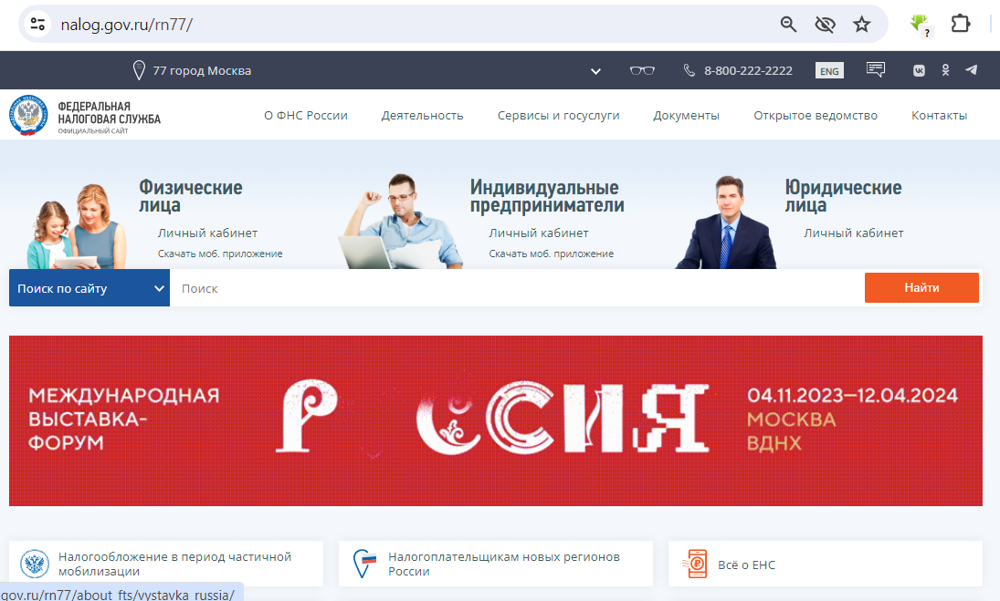 nalog.gov.ru/rn77/
?
77 город Москва
8-800-222-2222
ENG
ФЕДЕРАЛЬНАЯ
НАЛОГОВАЯ СЛУЖБА
ОФИЦИАЛЬНЫЙ САЙТ
О ФНС России
Деятельность
Сервисы и госуслуги
Документы
Открытое ведомство
Контакты
Физические
лица
Личный кабинет
Скачать моб. приложение
Индивидуальные
предприниматели
Личный кабинет
Скачать моб. приложение
Юридические
лица
Личный кабинет
Поиск по сайту
Поиск
Найти
МЕЖДУНАРОДНАЯ
ВЫСТАВКА-
ФОРУМ
РОССИЯ
04.11.2023—12.04.2024
МОСКВА
ВДНХ
Налогообложение в период частичной
мобилизации
Налогоплательщикам новых регионов
России
Всё о ЕНС
gov.ru/rn77/about_fts/vystavka_russia/